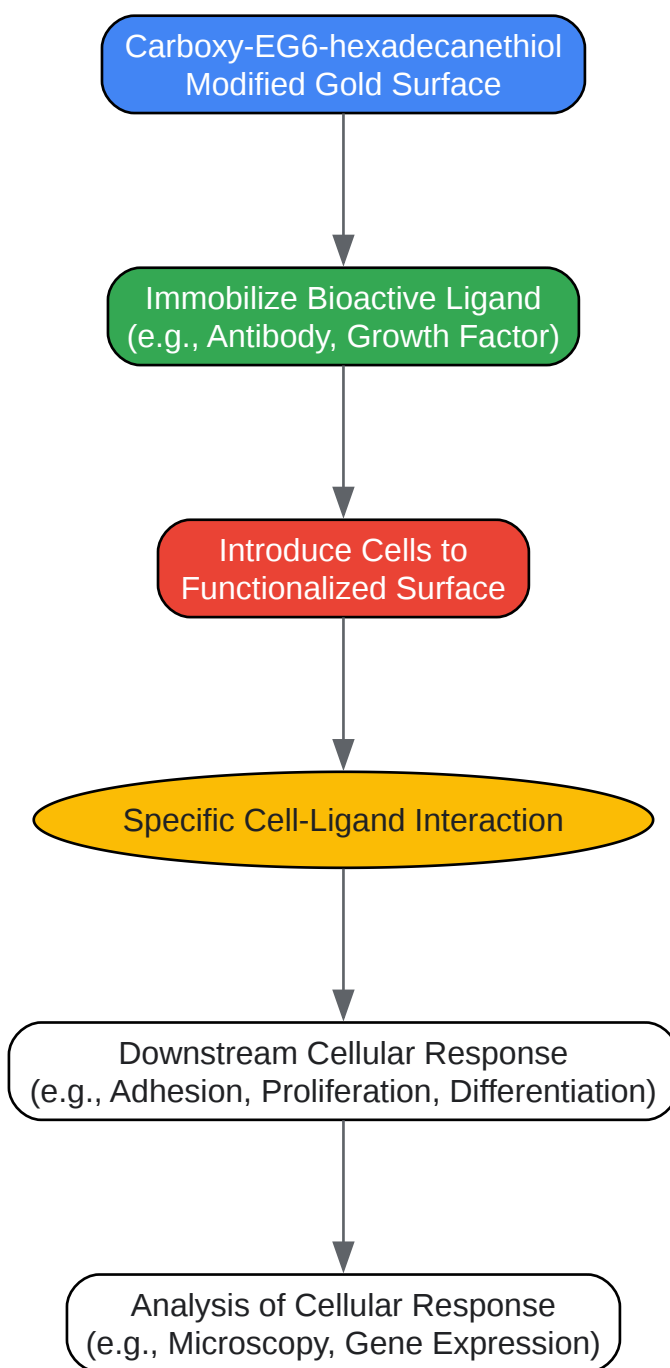 Carboxy-EG6-hexadecanethiol
Modified Gold Surface
Immobilize Bioactive Ligand
(e.g., Antibody, Growth Factor)
Introduce Cells to
Functionalized Surface
Specific Cell-Ligand Interaction
Downstream Cellular Response
(e.g., Adhesion, Proliferation, Differentiation)
Analysis of Cellular Response
(e.g., Microscopy, Gene Expression)